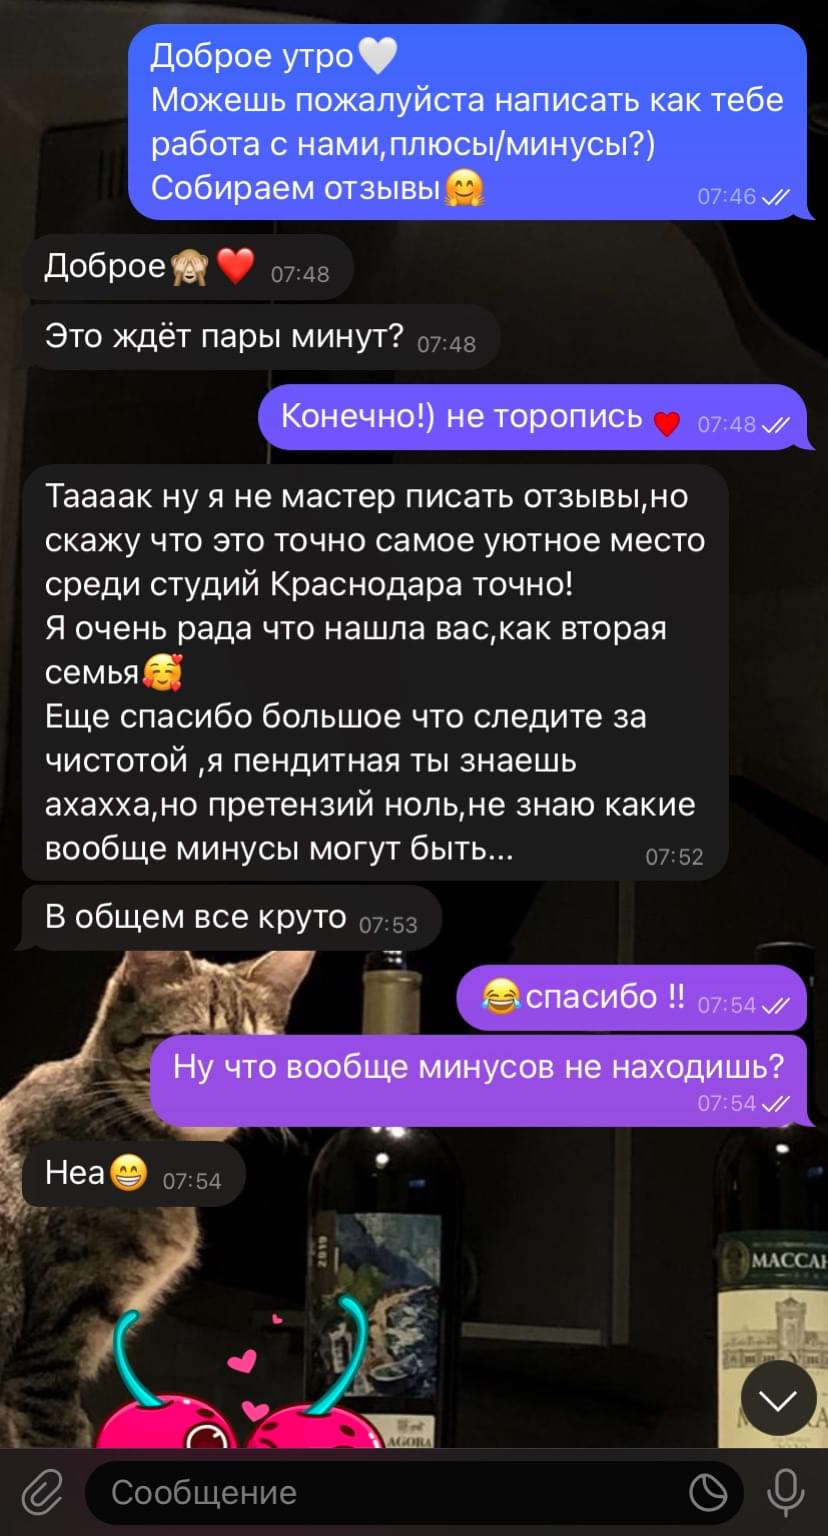 Доброе утро🤍
Можешь пожалуйста написать как тебе
работа с нами,плюсы/минусы?)
Собираем отзывы🤗 07:46
Доброе🙈❤️ 07:48
Это ждёт пары минут? 07:48
Конечно!) не торопись ♥ 07:48
Таааак ну я не мастер писать отзывы,но
скажу что это точно самое уютное место
среди студий Краснодара точно!
Я очень рада что нашла вас,как вторая
семья🥰
Еще спасибо большое что следите за
чистотой ,я пендитная ты знаешь
ахахха,но претензий ноль,не знаю какие
вообще минусы могут быть... 07:52
В общем все круто 07:53
😂спасибо !! 07:54
Ну что вообще минусов не находишь?
07:54
Неа😁 07:54
2019
МАССАН
AGORA
Сообщение